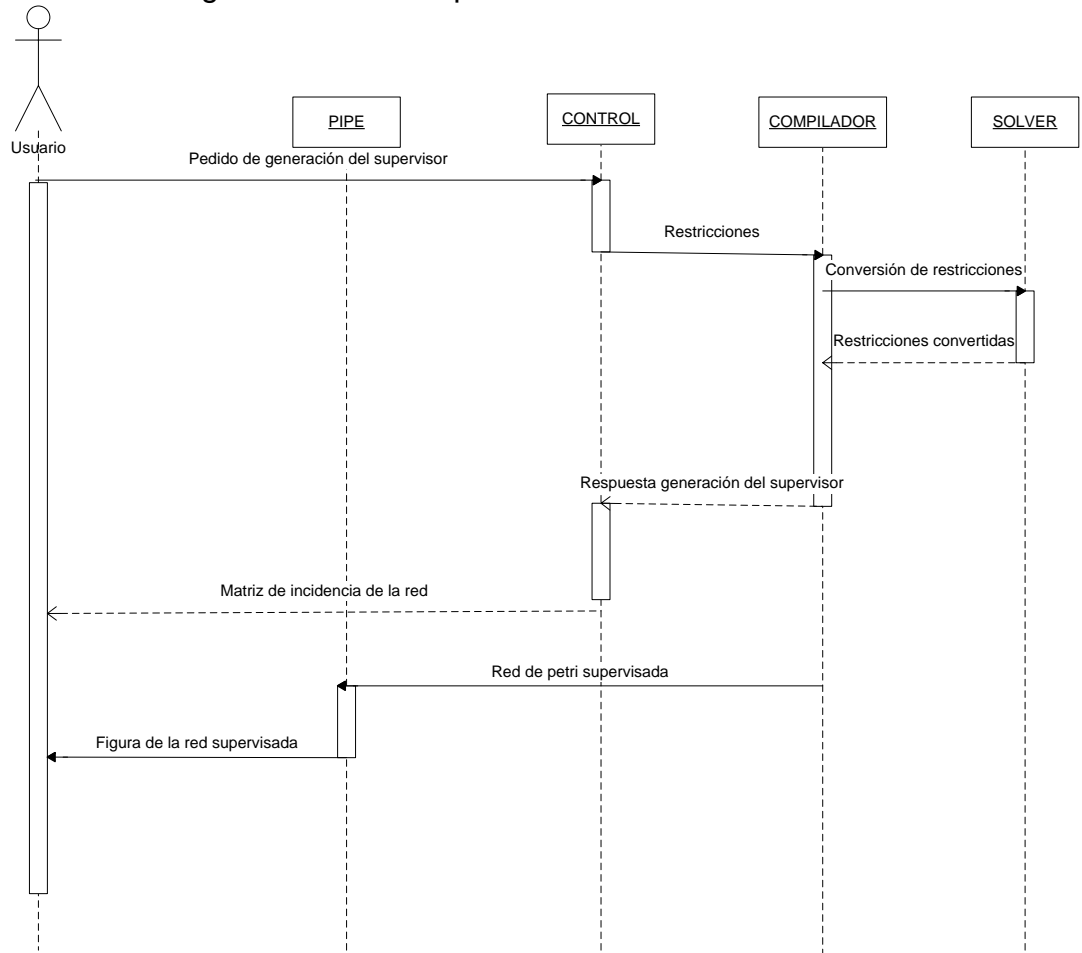 Usuario
PIPE
CONTROL
COMPILADOR
SOLVER
Pedido de generación del supervisor
Restricciones
Conversión de restricciones
Restricciones convertidas
Respuesta generación del supervisor
Matriz de incidencia de la red
Red de petri supervisada
Figura de la red supervisada